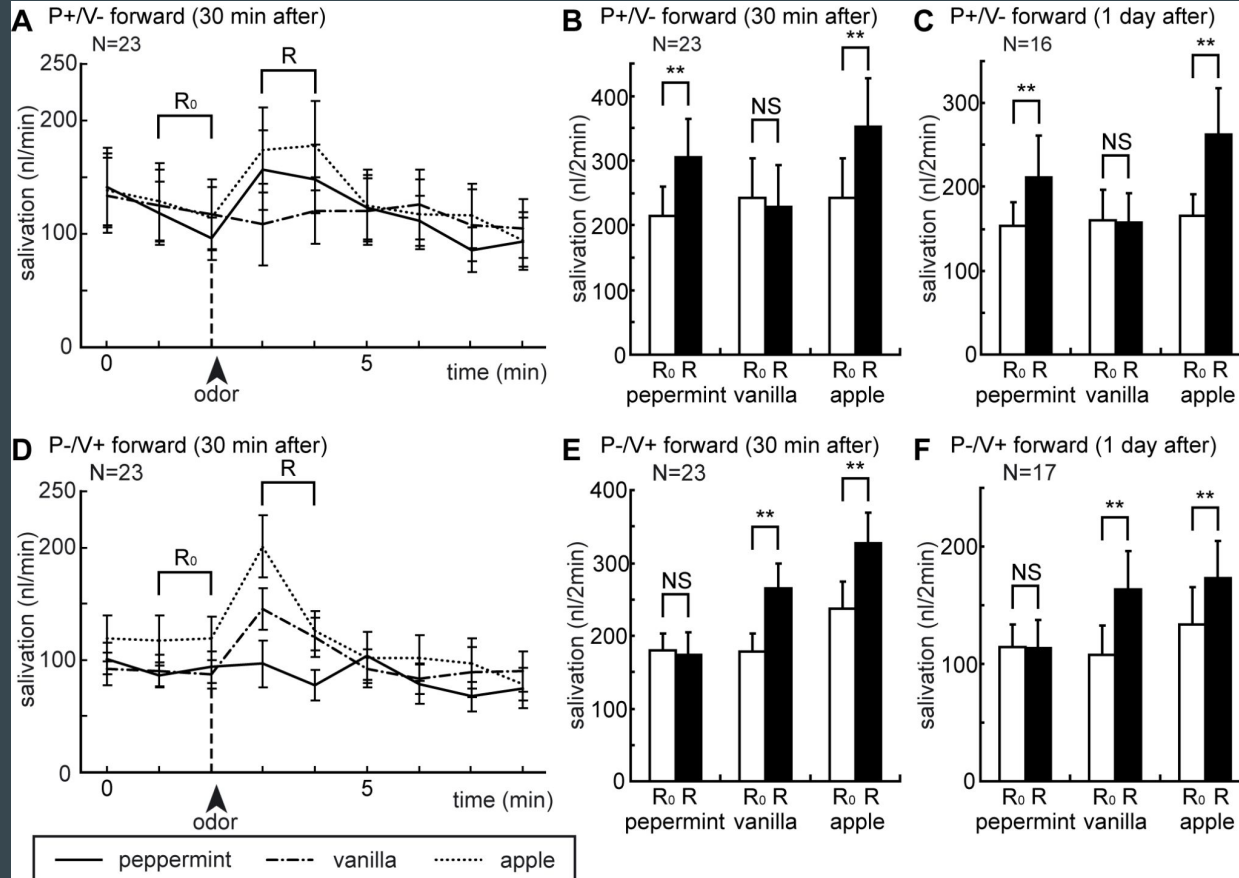 A P+/V- forward (30 min after)
N=23
R₀
R
salivation (nl/min)
250
200
100
0
0
5
time (min)
odor
B P+/V- forward (30 min after)
N=23
**
NS
**
salivation (nl/2min)
400
300
200
100
0
R₀ R R₀ R R₀ R
pepermint vanilla apple
C P+/V- forward (1 day after)
N=16
**
NS
**
salivation (nl/2min)
300
200
100
0
R₀ R R₀ R R₀ R
pepermint vanilla apple
D P-/V+ forward (30 min after)
N=23
R₀
R
salivation (nl/min)
250
200
100
0
0
5
time (min)
odor
E P-/V+ forward (30 min after)
N=23
NS
**
**
salivation (nl/2min)
400
300
200
100
0
R₀ R R₀ R R₀ R
pepermint vanilla apple
F P-/V+ forward (1 day after)
N=17
NS
**
**
salivation (nl/2min)
200
100
0
R₀ R R₀ R R₀ R
pepermint vanilla apple
peppermint vanilla apple